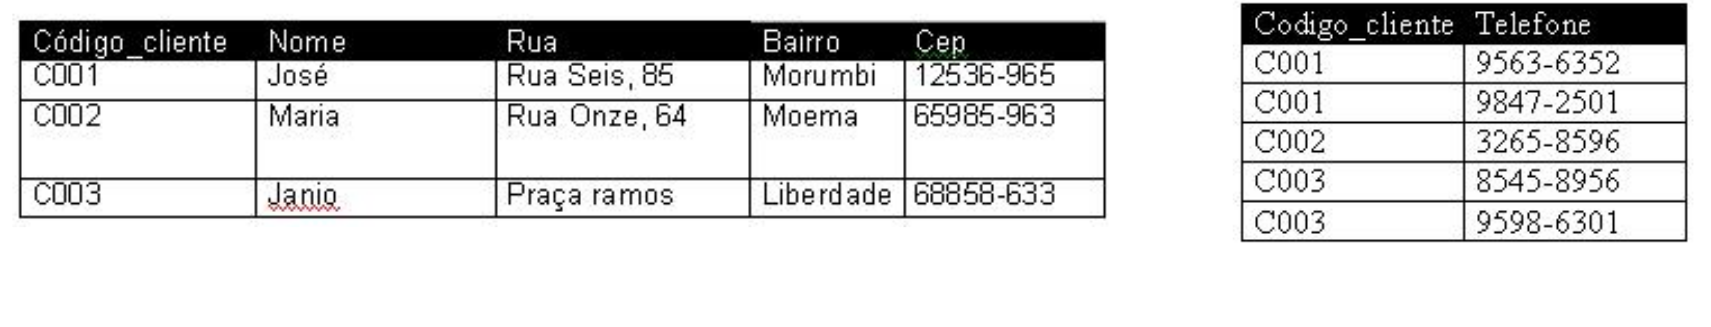 Código_cliente Nome Rua Bairro Cep
C001 José Rua Seis, 85 Morumbi 12536-965
C002 Maria Rua Onze, 64 Moema 65985-963
C003 Janio Praça ramos Liberdade 68858-633
Codigo_cliente Telefone
C001 9563-6352
C001 9847-2501
C002 3265-8596
C003 8545-8956
C003 9598-6301